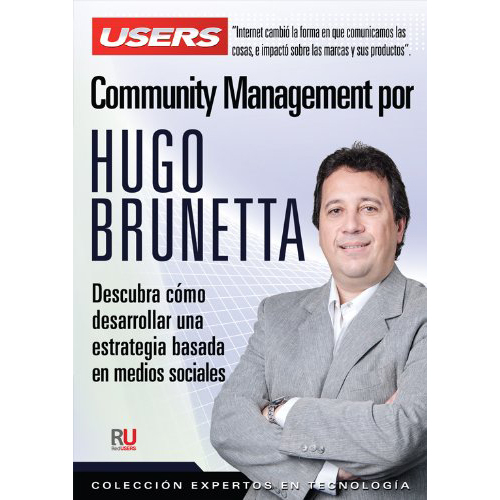 USERS
"Internet cambió la forma en que comunicamos las
cosas, e impactó sobre las marcas y sus productos".
Community Management por
HUGO
BRUNETTA
Descubra cómo
desarrollar una
estrategia basada
en medios sociales
RU
RedUSERS
COLECCIÓN EXPERTOS EN TECNOLOGÍA